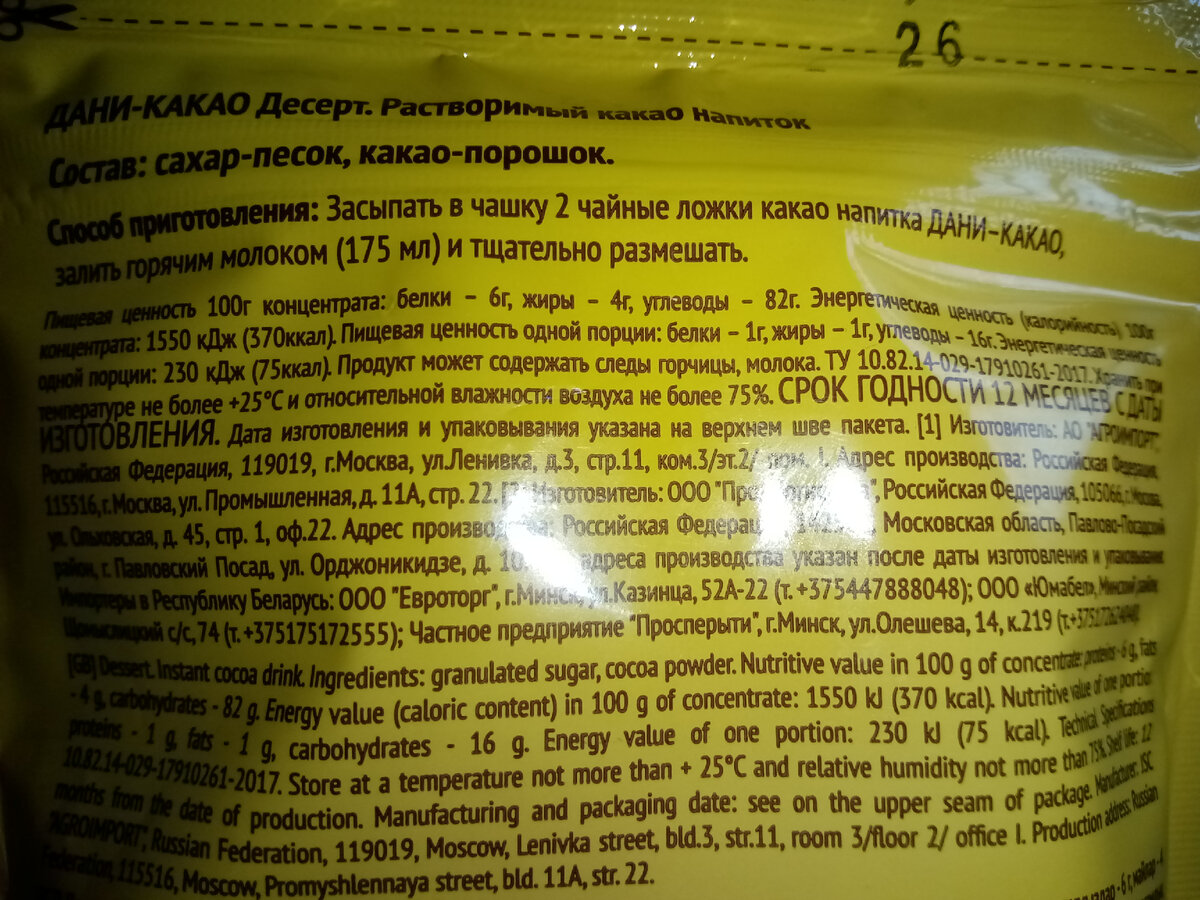 26
ДАНИ-КАКАО Десерт. Растворимый какао Напиток
Состав: сахар-песок, какао-порошок.
Способ приготовления: Засыпать в чашку 2 чайные ложки какао напитка ДАНИ-КАКАО,
залить горячим молоком (175 мл) и тщательно размешать.
Пищевая ценность 100г концентрата: белки – 6г, жиры – 4г, углеводы – 82г. Энергетическая ценность (калорийность) 100г
концентрата: 1550 кДж (370ккал). Пищевая ценность одной порции: белки – 1г, жиры – 1г, углеводы – 16г. Энергетическая ценность
одной порции: 230 кДж (75ккал). Продукт может содержать следы горчицы, молока. ТУ 10.82.14-029-17910261-2017. Хранить при
температуре не более +25°С и относительной влажности воздуха не более 75%. СРОК ГОДНОСТИ 12 МЕСЯЦЕВ С ДАТЫ
ИЗГОТОВЛЕНИЯ. Дата изготовления и упаковывания указана на верхнем шве пакета. [1] Изготовитель: АО "АГРОИМПОРТ",
Российская Федерация, 119019, г.Москва, ул.Ленивка, д.3, стр.11, ком.3/эт.2/ пом. I. Адрес производства: Российская Федерация,
115516, г.Москва, ул. Промышленная, д. 11А, стр. 22. Изготовитель: ООО Российская Федерация, 105066, г. Москва,
ул. Ольховская, д. 45, стр. 1, оф.22. Адрес производства: Российская Московская область, Павлово-Посадский
район, г. Павловский Посад, ул. Орджоникидзе, д. адреса производства указан после даты изготовления и упаковывания
Импортеры в Республику Беларусь: ООО "Евроторг", г.Минск, ул.Казинца, 52А-22 (т. +375447888048); ООО «Юмабел», Минский район,
Щомыслицкий с/с, 74 (т. +375175172555); Частное предприятие "Просперыти", г.Минск, ул.Олешева, 14, к.219
[GB] Dessert. Instant cocoa drink. Ingredients: granulated sugar, cocoa powder. Nutritive value in 100 g of concentrate: proteins - 6 g, fats
- 4 g, carbohydrates - 82 g. Energy value (caloric content) in 100 g of concentrate: 1550 kJ (370 kcal). Nutritive value of one portion
proteins - 1 g, fats - 1 g, carbohydrates - 16 g. Energy value of one portion: 230 kJ (75 kcal). Technical Specifications
10.82.14-029-17910261-2017. Store at a temperature not more than + 25°C and relative humidity not more than 75%. Shelf life: 12
months from the date of production. Manufacturing and packaging date: see on the upper seam of package. Manufacturer: JSC
"AGROIMPORT", Russian Federation, 119019, Moscow, Lenivka street, bld.3, str.11, room 3/floor 2/ office I. Production address: Russian
Federation, 115516, Moscow, Promyshlennaya street, bld. 11A, str. 22.
- 6 г, майлар - 4